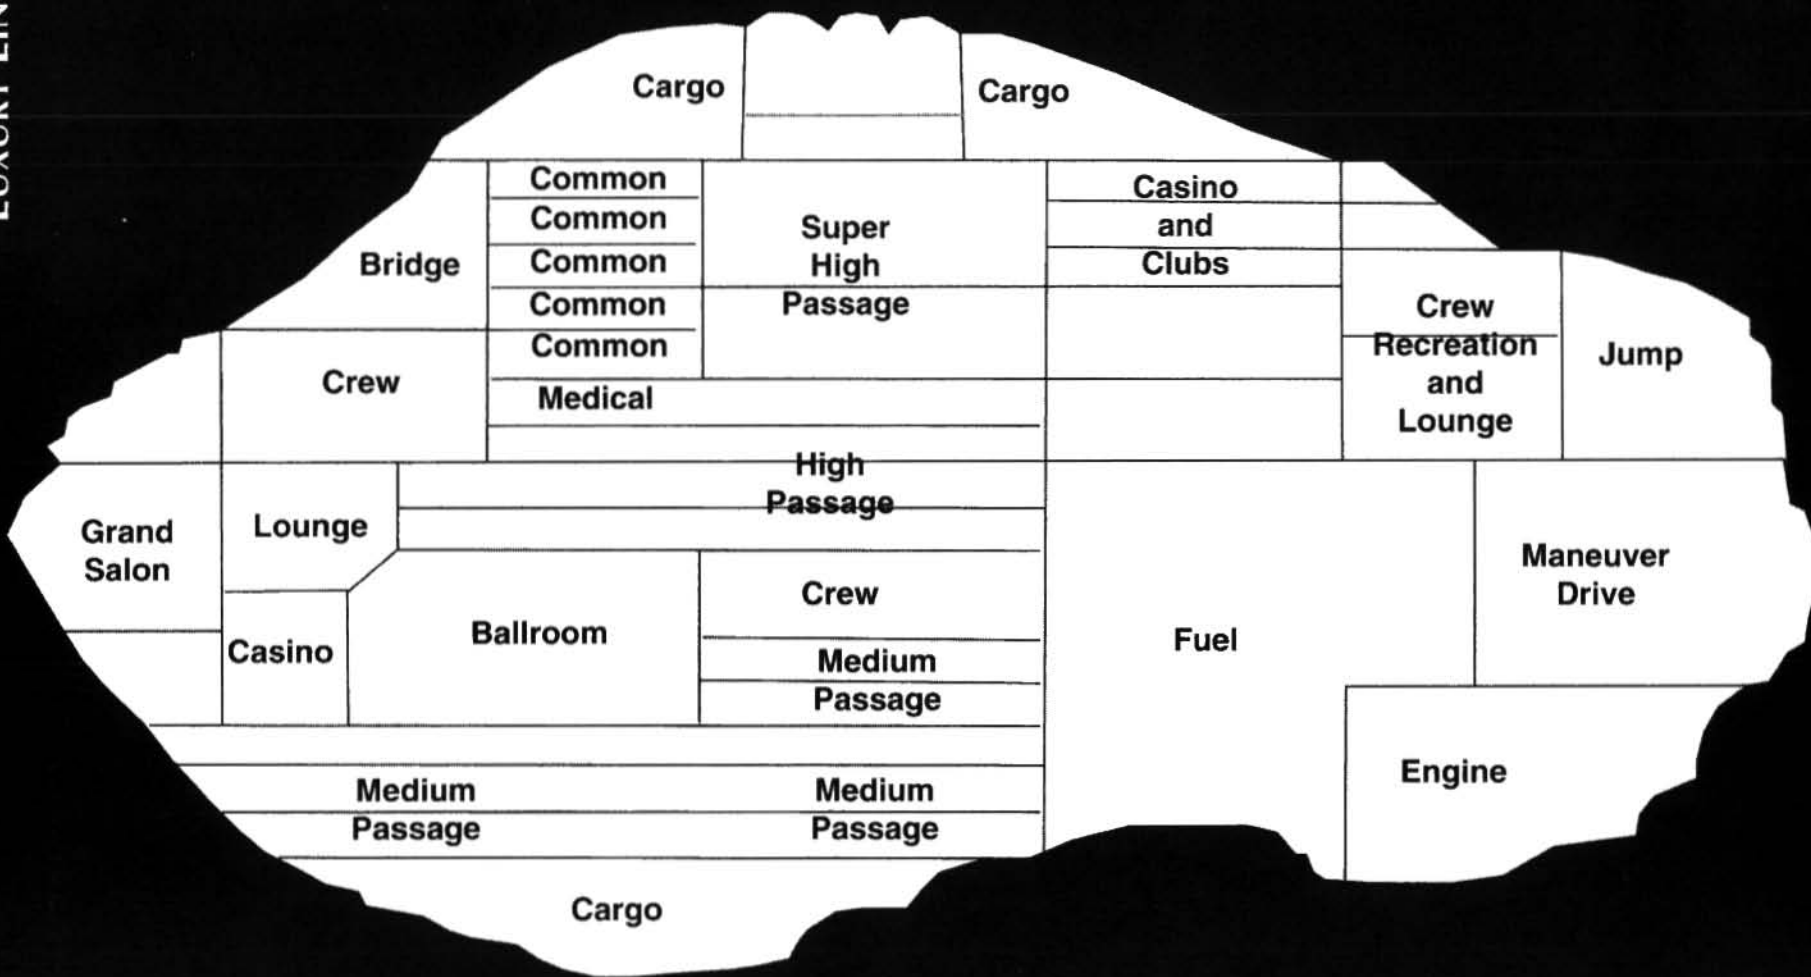 LUXURY LIN
Cargo
Cargo
Common
Common
Common
Common
Common
Medical
Bridge
Crew
Super
High
Passage
Casino
and
Clubs
Crew
Recreation
and
Lounge
Jump
Grand
Salon
Lounge
Casino
Ballroom
High
Passage
Crew
Medium
Passage
Fuel
Maneuver
Drive
Engine
Medium
Passage
Medium
Passage
Cargo